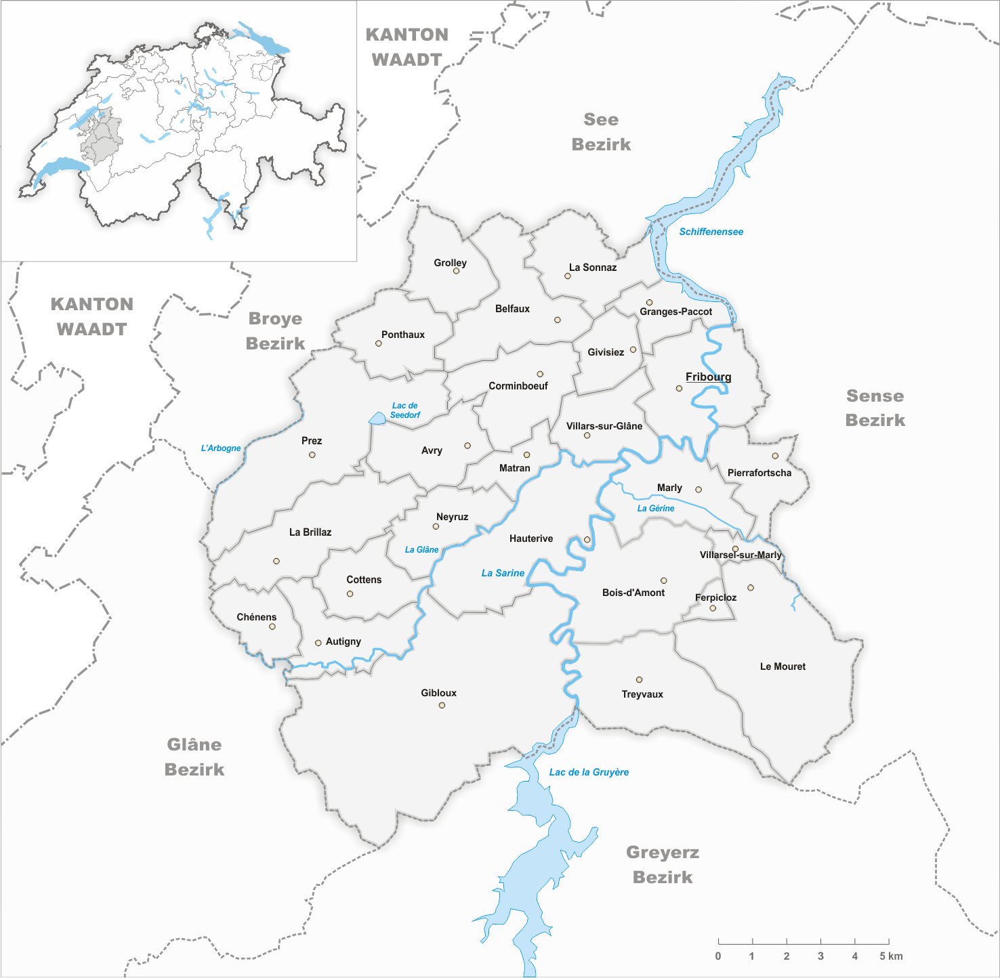 KANTON
WAADT
See
Bezirk
Schiffenensee
Grolley
La Sonnaz
KANTON
WAADT
Broye
Bezirk
Belfaux
Granges-Paccot
Ponthaux
Givisiez
Fribourg
Corminboeuf
Sense
Bezirk
Lac de
Seedorf
Villars-sur-Glâne
L'Arbogne
Prez
Avry
Matran
Pierrafortscha
Marly
La Gérine
Neyruz
La Brillaz
Hauterive
La Glâne
Villarsel-sur-Marly
La Sarine
Cottens
Bois-d'Amont
Ferpicloz
Chénens
Autigny
Le Mouret
Gibloux
Treyvaux
Glâne
Bezirk
Lac de la Gruyère
Greyerz
Bezirk
0 1 2 3 4 5 km